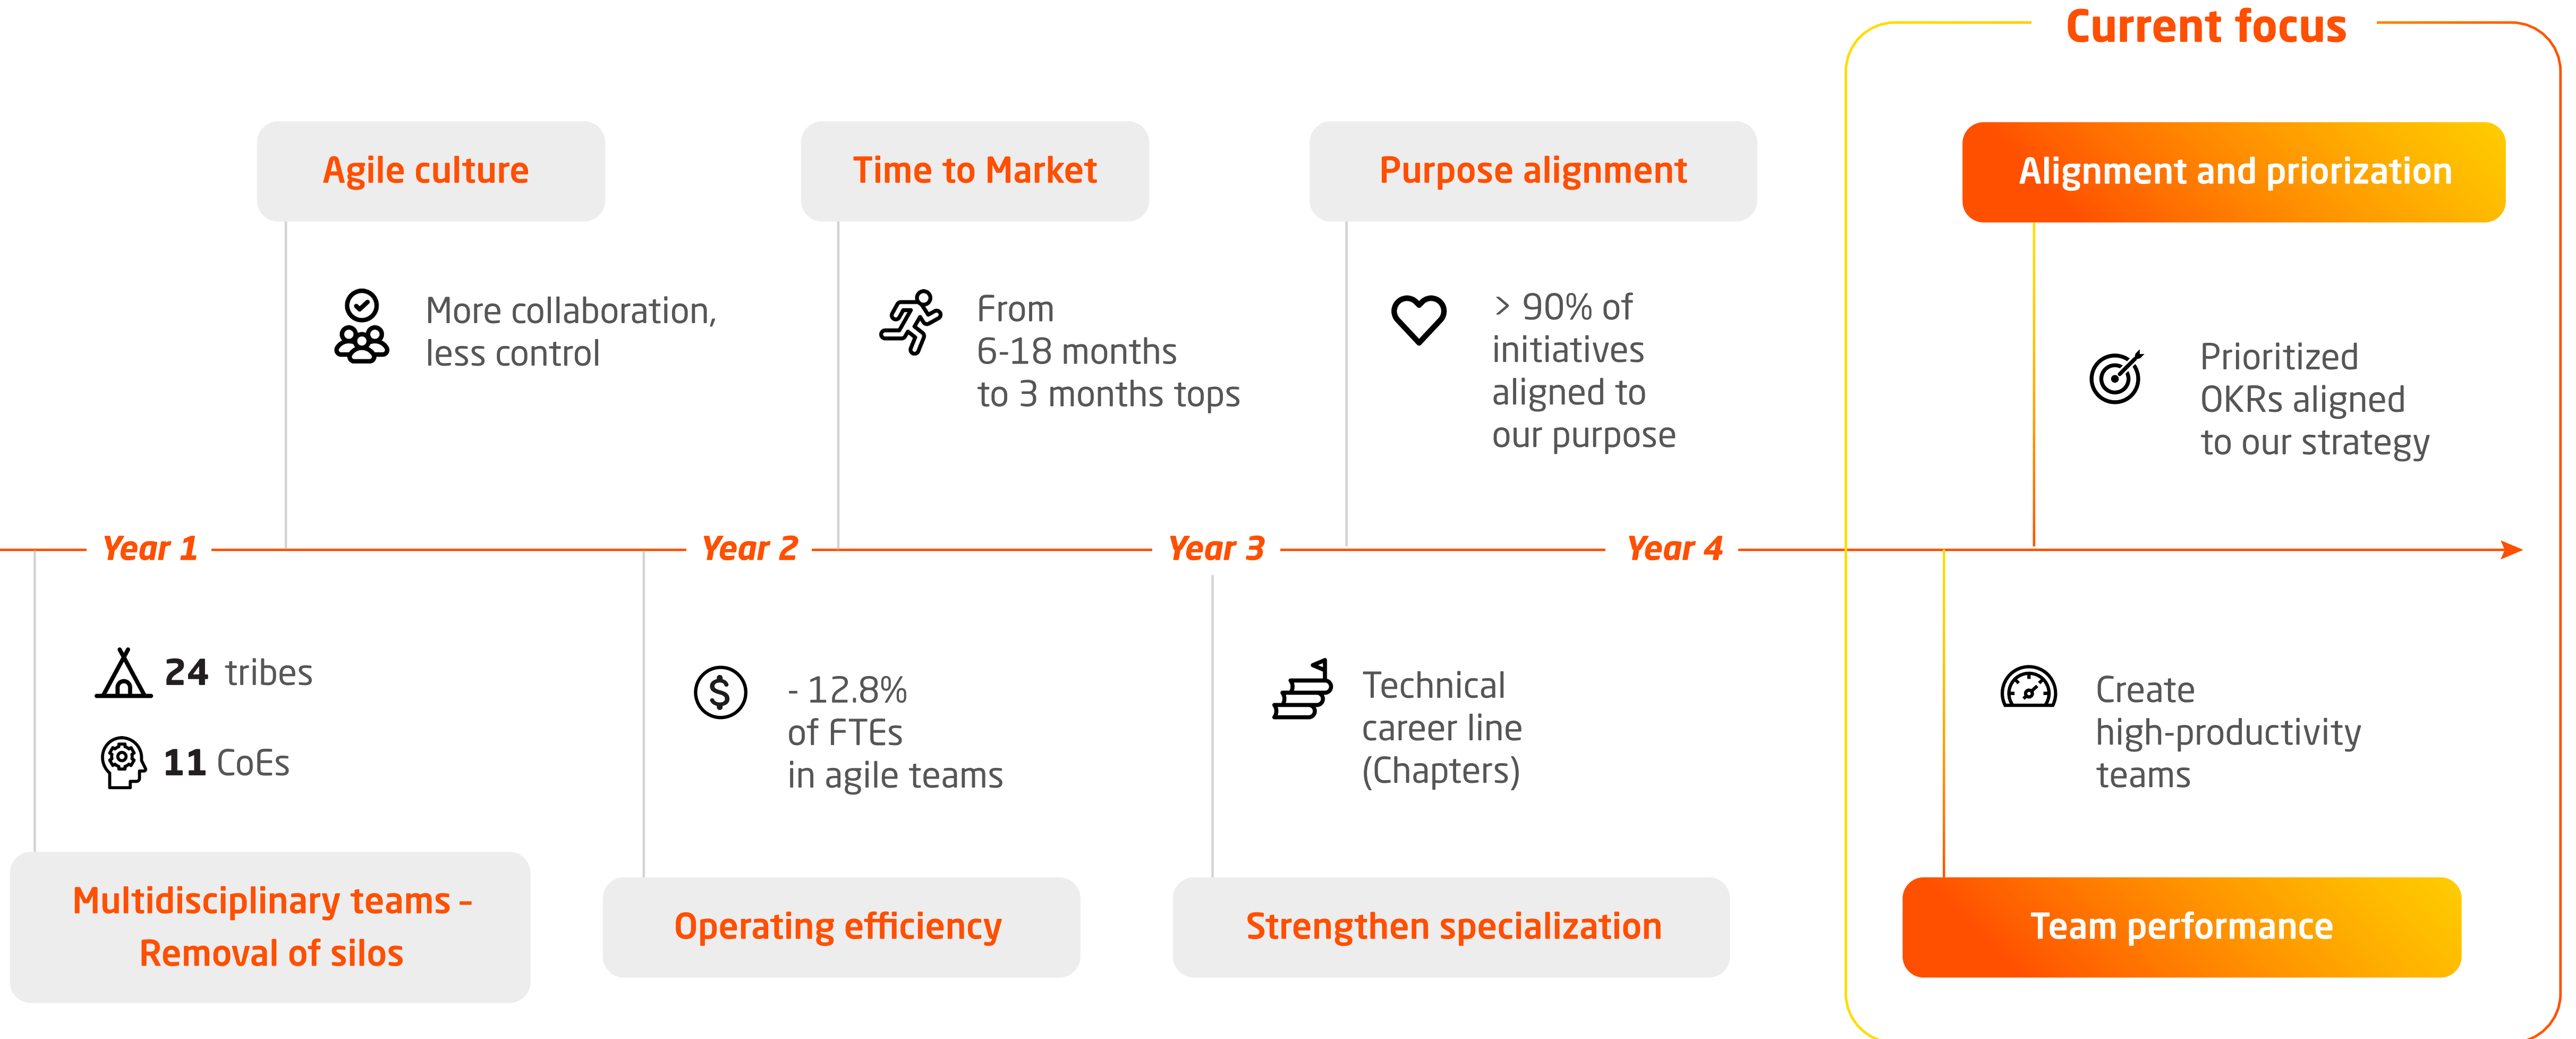 Current focus
Agile culture
More collaboration,
less control
Time to Market
From
6-18 months
to 3 months tops
Purpose alignment
> 90% of
initiatives
aligned to
our purpose
Alignment and priorization
Prioritized
OKRs aligned
to our strategy
Year 1
Year 2
Year 3
Year 4
24 tribes
11 CoEs
Multidisciplinary teams –
Removal of silos
- 12.8%
of FTEs
in agile teams
Operating efficiency
Technical
career line
(Chapters)
Strengthen specialization
Create
high-productivity
teams
Team performance